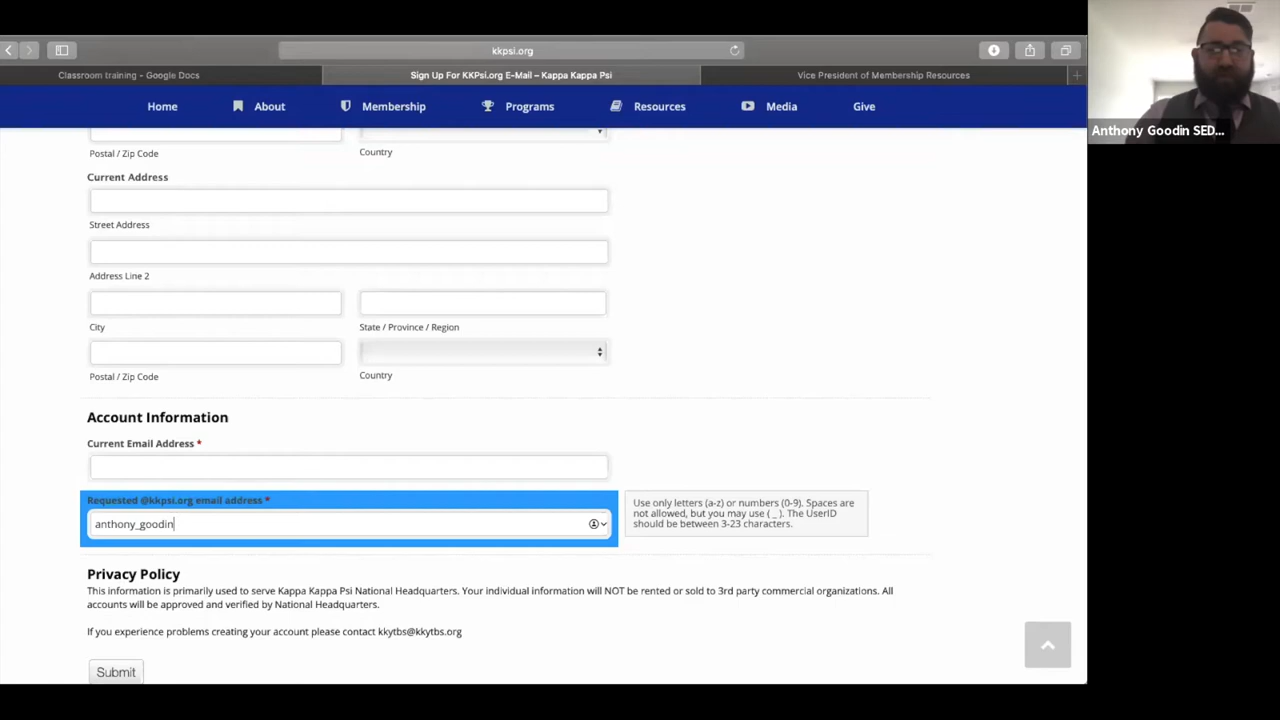 kkpsi.org
Classroom training - Google Docs
Sign Up For KKPsi.org E-Mail – Kappa Kappa Psi
Vice President of Membership Resources
Home
About
Membership
Programs
Resources
Media
Give
Anthony Goodin SED...
Postal / Zip Code
Country
Current Address
Street Address
Address Line 2
City
State / Province / Region
Postal / Zip Code
Country
Account Information
Current Email Address *
Requested @kkpsi.org email address *
anthony_goodin
Use only letters (a-z) or numbers (0-9). Spaces are
not allowed, but you may use ( _ ). The UserID
should be between 3-23 characters.
Privacy Policy
This information is primarily used to serve Kappa Kappa Psi National Headquarters. Your individual information will NOT be rented or sold to 3rd party commercial organizations. All
accounts will be approved and verified by National Headquarters.
If you experience problems creating your account please contact kkytbs@kkytbs.org
Submit